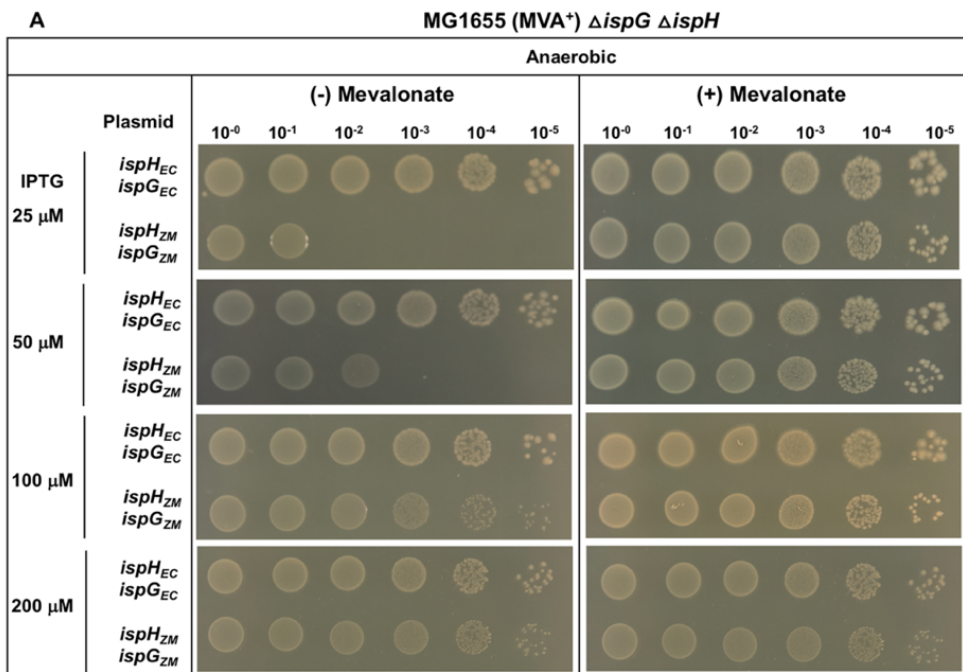 A
MG1655 (MVA⁺) ΔispG ΔispH
Anaerobic
Plasmid
(-) Mevalonate
(+) Mevalonate
10⁻⁰ 10⁻¹ 10⁻² 10⁻³ 10⁻⁴ 10⁻⁵
10⁻⁰ 10⁻¹ 10⁻² 10⁻³ 10⁻⁴ 10⁻⁵
IPTG
25 μM
ispH_EC
ispG_EC
ispH_ZM
ispG_ZM
50 μM
ispH_EC
ispG_EC
ispH_ZM
ispG_ZM
100 μM
ispH_EC
ispG_EC
ispH_ZM
ispG_ZM
200 μM
ispH_EC
ispG_EC
ispH_ZM
ispG_ZM